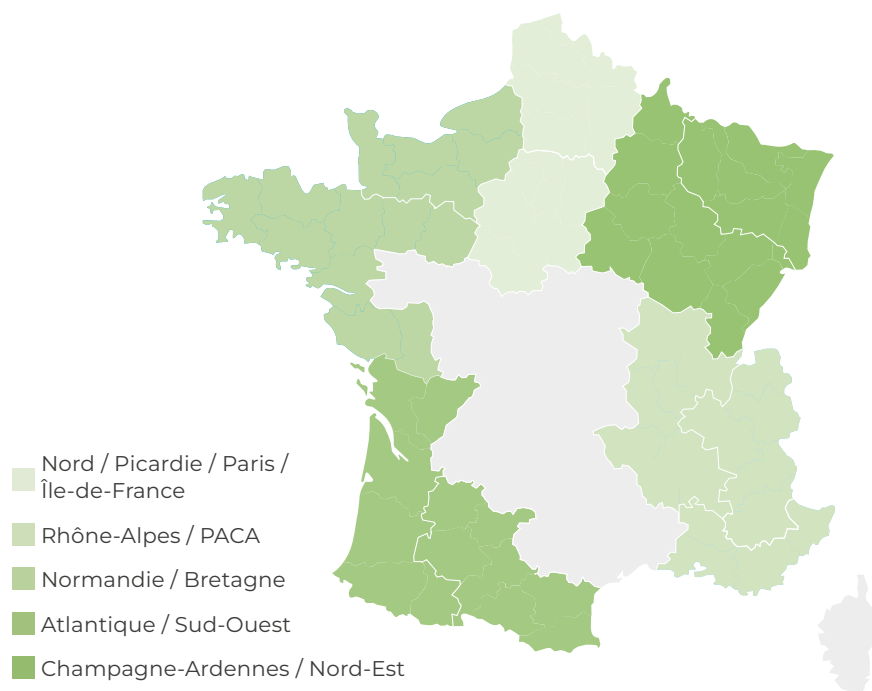 Nord / Picardie / Paris /
Île-de-France
Rhône-Alpes / PACA
Normandie / Bretagne
Atlantique / Sud-Ouest
Champagne-Ardennes / Nord-Est